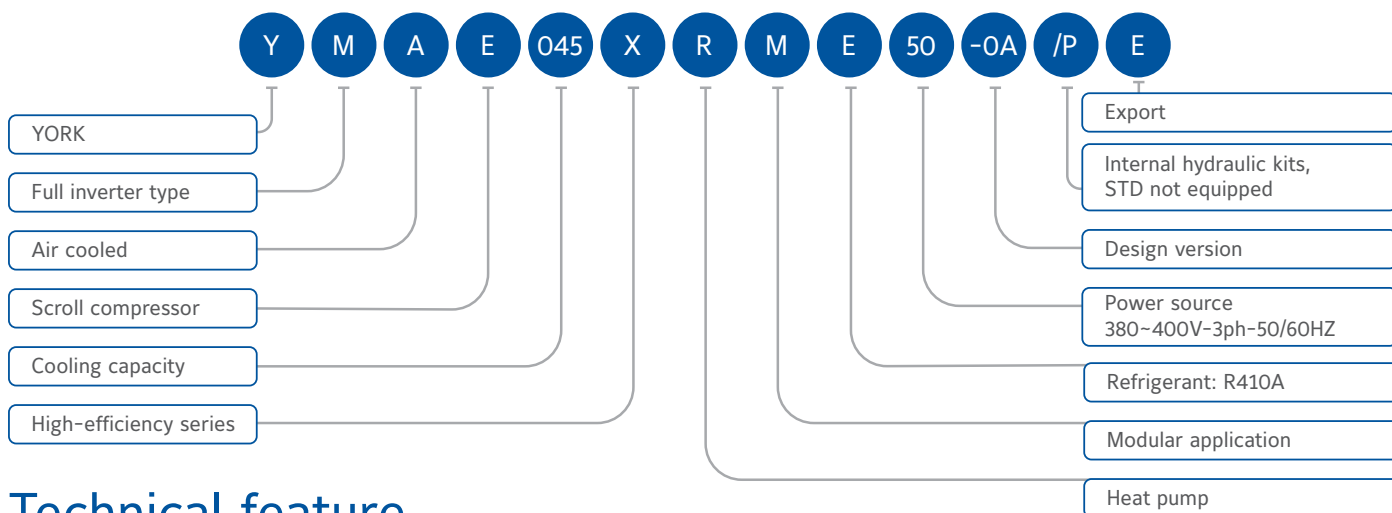 Y M A E 045 X R M E 50 -0A /P E
YORK
Full inverter type
Air cooled
Scroll compressor
Cooling capacity
High-efficiency series
Export
Internal hydraulic kits,
STD not equipped
Design version
Power source
380~400V-3ph-50/60HZ
Refrigerant: R410A
Modular application
Heat pump
Technical feature